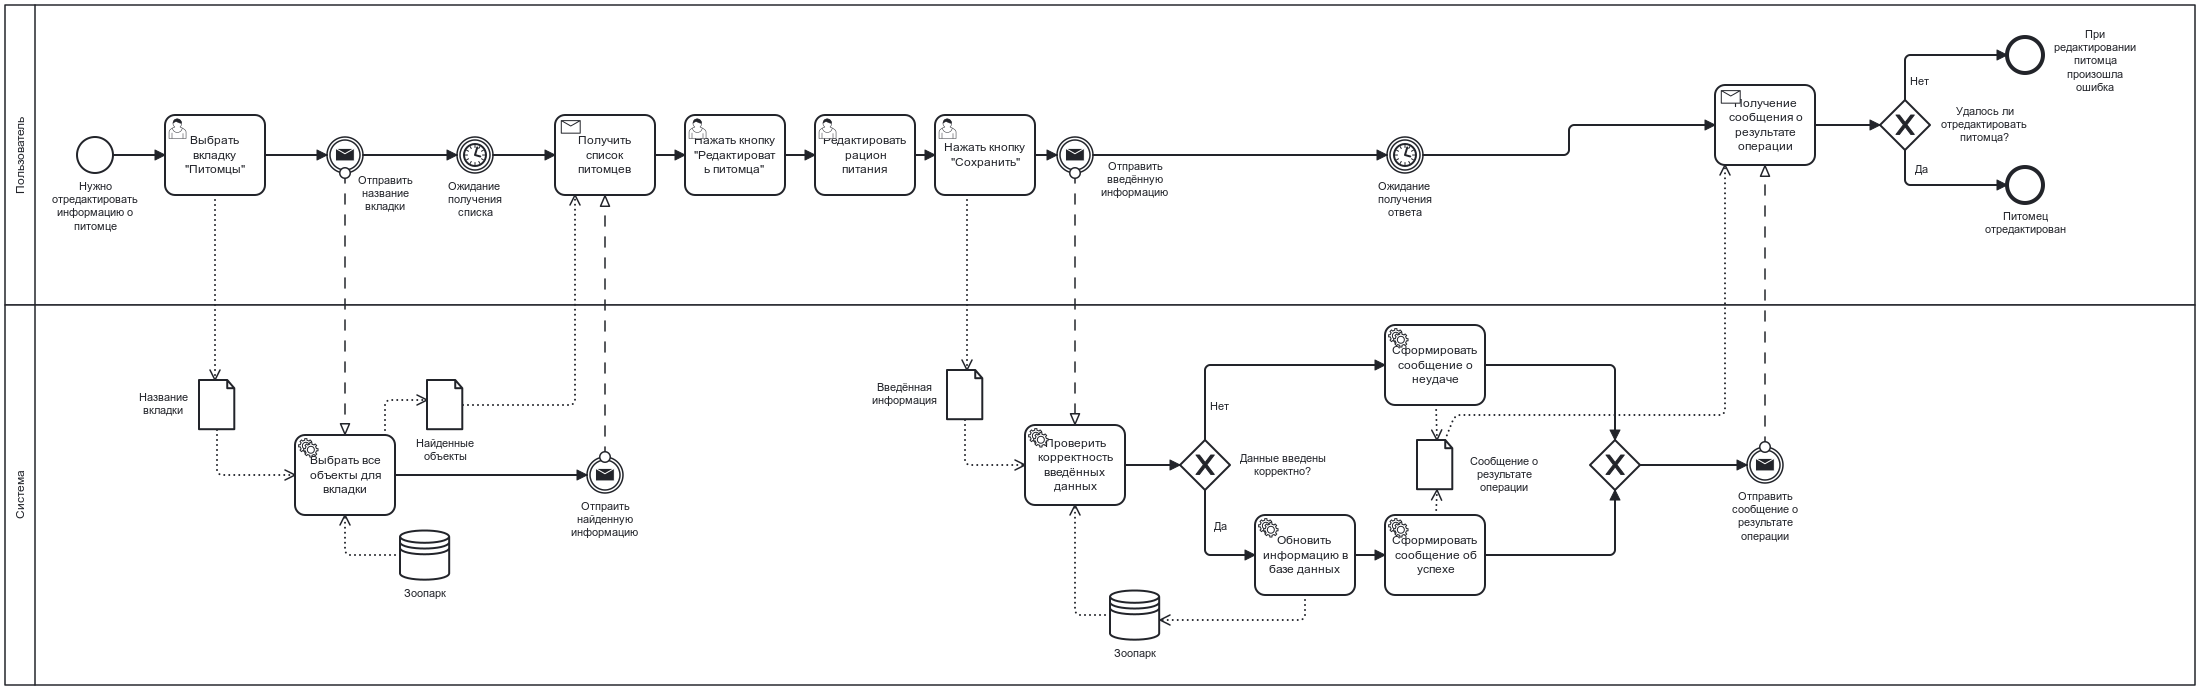 Пользователь
Нужно
отредактировать
информацию о
питомце
Выбрать
вкладку
"Питомцы"
Отправить
название
вкладки
Ожидание
получения
списка
Получить
список
питомцев
Нажать кнопку
"Редактироват
ь питомца"
Редактировать
рацион
питания
Нажать кнопку
"Сохранить"
Отправить
введённую
информацию
Ожидание
получения
ответа
Получение
сообщения о
результате
операции
Удалось ли
отредактировать
питомца?
Нет
При
редактировании
питомца
произошла
ошибка
Да
Питомец
отредактирован
Система
Название
вкладки
Выбрать все
объекты для
вкладки
Найденные
объекты
Зоопарк
Отпраить
найденную
информацию
Введённая
информация
Проверить
корректность
введённых
данных
Зоопарк
Данные введены
корректно?
Нет
Сформировать
сообщение о
неудаче
Да
Обновить
информацию в
базе данных
Сформировать
сообщение об
успехе
Сообщение о
результате
операции
Отправить
сообщение о
результате
операции